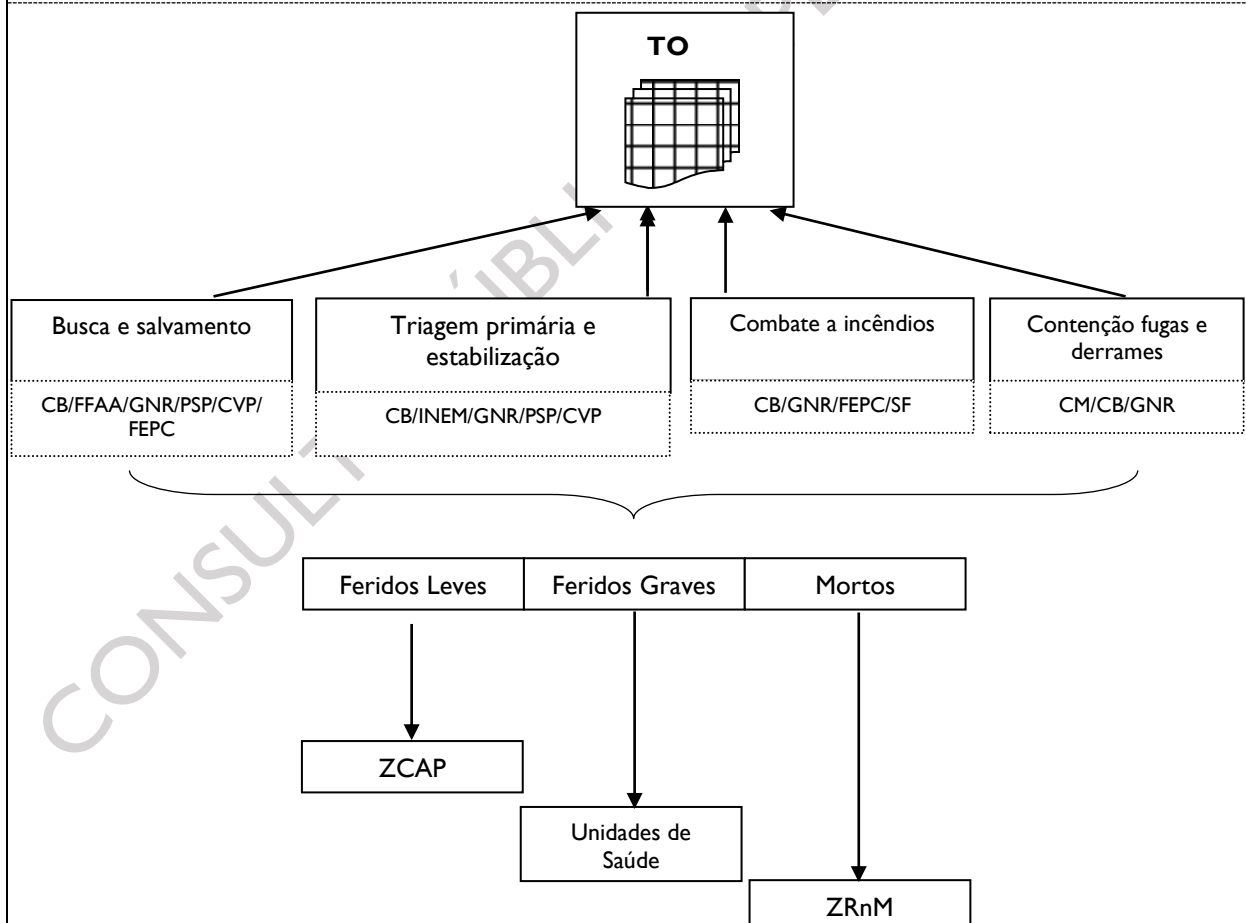 TO
Busca e salvamento
CB/FFAA/GNR/PSP/CVP/
FEPC
Triagem primária e
estabilização
CB/INEM/GNR/PSP/CVP
Combate a incêndios
CB/GNR/FEPC/SF
Contenção fugas e
derrames
CM/CB/GNR
Feridos Leves
Feridos Graves
Mortos
ZCAP
Unidades de
Saúde
ZRnM